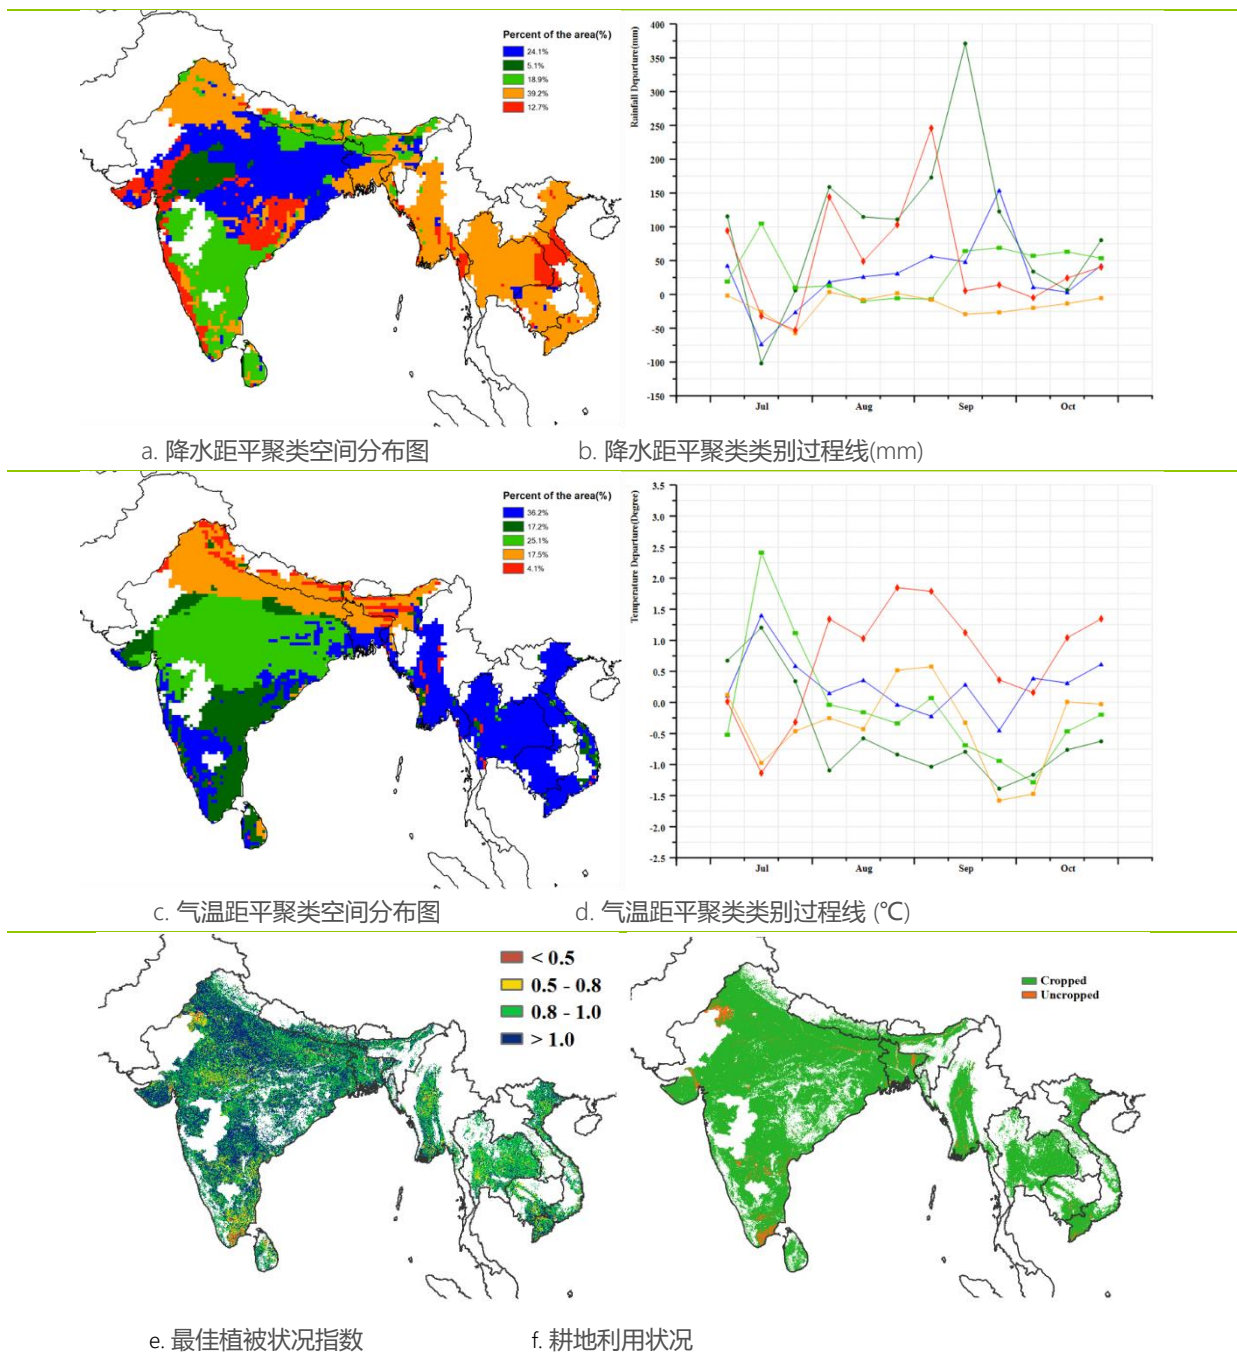 Percent of the area(%)
24.1%
5.1%
18.9%
39.2%
12.7%
Rainfall Departure(mm)
400
350
300
250
200
150
100
50
0
-50
-100
-150
Jul Aug Sep Oct
a. 降水距平聚类空间分布图 b. 降水距平聚类类别过程线(mm)
Percent of the area(%)
36.2%
17.2%
25.1%
17.5%
4.1%
Temperature Departure(Degree)
3.5
3.0
2.5
2.0
1.5
1.0
0.5
0.0
-0.5
-1.0
-1.5
-2.0
-2.5
Jul Aug Sep Oct
c. 气温距平聚类空间分布图 d. 气温距平聚类类别过程线 (℃)
< 0.5
0.5 - 0.8
0.8 - 1.0
> 1.0
Cropped
Uncropped
e. 最佳植被状况指数 f. 耕地利用状况